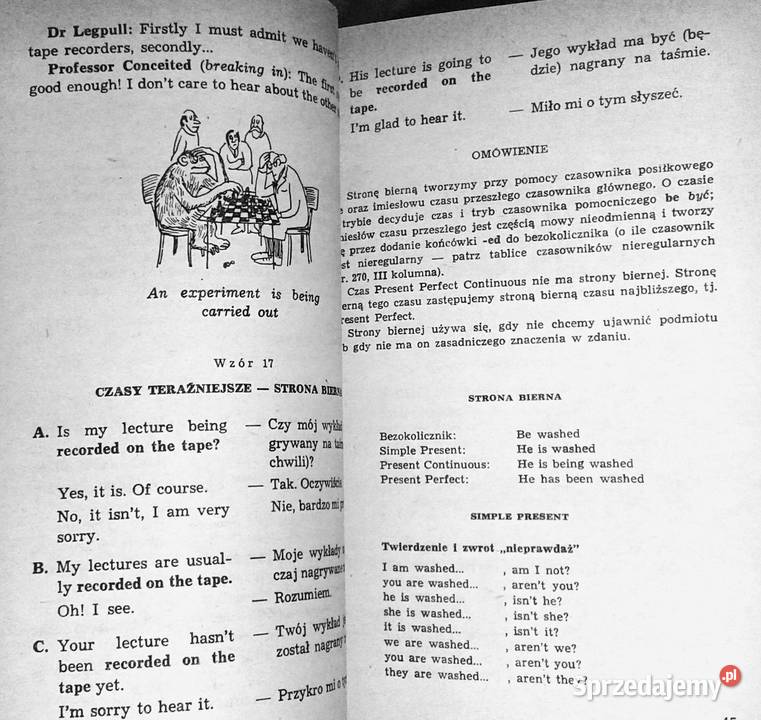 Dr Legpull: Firstly I must admit we haven't
tape recorders, secondly...
Professor Conceited (breaking in): The first
good enough! I don't care to hear about the other
An experiment is being
carried out
Wzór 17
CZASY TERAŹNIEJSZE — STRONA BIERNA
A. Is my lecture being — Czy mój
recorded on the tape? grywany na
chwili)?
Yes, it is. Of course. — Tak. Oczywiście.
No, it isn't, I am very Nie, bardzo mi
sorry.
B. My lectures are usual- — Moje wykłady
ly recorded on the tape. czaj nagrywane
Oh! I see. — Rozumiem.
C. Your lecture hasn't — Twój wykład
been recorded on the został nagrany
tape yet.
I'm sorry to hear it. — Przykro mi o
His lecture is going to — Jego wykład ma być (bę-
be recorded on the dzie) nagrany na taśmie.
tape.
I'm glad to hear it. — Miło mi o tym słyszeć.
OMÓWIENIE
Stronę bierną tworzymy przy pomocy czasownika posiłkowego
oraz imiesłowu czasu przeszłego czasownika głównego. O czasie
trybie decyduje czas i tryb czasownika pomocniczego be być;
miesłów czasu przeszłego jest częścią mowy nieodmienną i tworzy
ę przez dodanie końcówki -ed do bezokolicznika (o ile czasownik
st nieregularny — patrz tablice czasowników nieregularnych
r. 270, III kolumna).
Czas Present Perfect Continuous nie ma strony biernej. Stronę
erną tego czasu zastępujemy stroną bierną czasu najbliższego, tj.
resent Perfect.
Strony biernej używa się, gdy nie chcemy ujawnić podmiotu
b gdy nie ma on zasadniczego znaczenia w zdaniu.
STRONA BIERNA
Bezokolicznik: Be washed
Simple Present: He is washed
Present Continuous: He is being washed
Present Perfect: He has been washed
SIMPLE PRESENT
Twierdzenie i zwrot „nieprawdaż”
I am washed... , am I not?
you are washed... , aren't you?
he is washed... , isn't he?
she is washed... , isn't she?
it is washed... , isn't it?
we are washed... , aren't we?
you are washed... , aren't you?
they are washed... , aren't they?
Sprzedajemy.pl